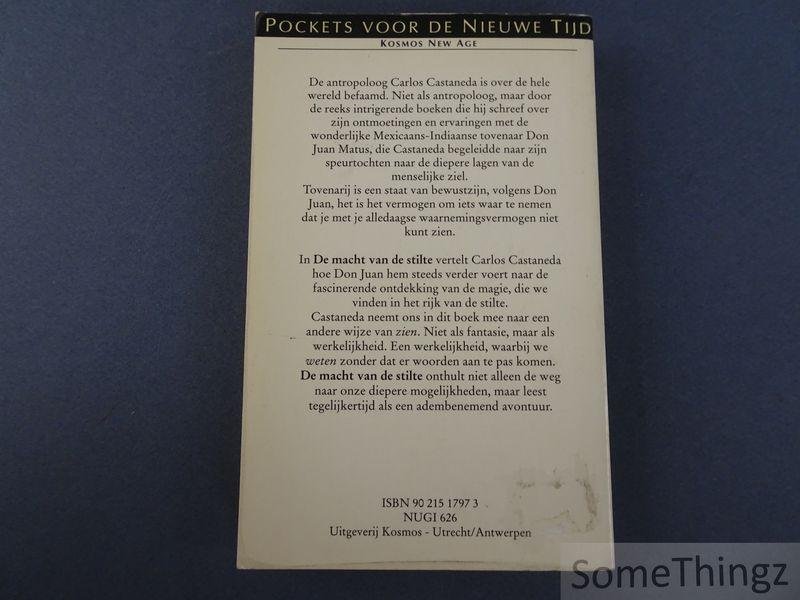 POCKETS VOOR DE NIEUWE TIJD
KOSMOS NEW AGE
De antropoloog Carlos Castaneda is over de hele
wereld befaamd. Niet als antropoloog, maar door
de reeks intrigerende boeken die hij schreef over
zijn ontmoetingen en ervaringen met de
wonderlijke Mexicaans-Indiaanse tovenaar Don
Juan Matus, die Castaneda begeleidde naar zijn
speurtochten naar de diepere lagen van de
menselijke ziel.
Tovenarij is een staat van bewustzijn, volgens Don
Juan, het is het vermogen om iets waar te nemen
dat je met je alledaagse waarnemingsvermogen niet
kunt zien.
In De macht van de stilte vertelt Carlos Castaneda
hoe Don Juan hem steeds verder voert naar de
fascinerende ontdekking van de magie, die we
vinden in het rijk van de stilte.
Castaneda neemt ons in dit boek mee naar een
andere wijze van zien. Niet als fantasie, maar als
werkelijkheid. Een werkelijkheid, waarbij we
weten zonder dat er woorden aan te pas komen.
De macht van de stilte onthult niet alleen de weg
naar onze diepere mogelijkheden, maar leest
tegelijkertijd als een adembenemend avontuur.
ISBN 90 215 1797 3
NUGI 626
Uitgeverij Kosmos - Utrecht/Antwerpen
SomeThingz